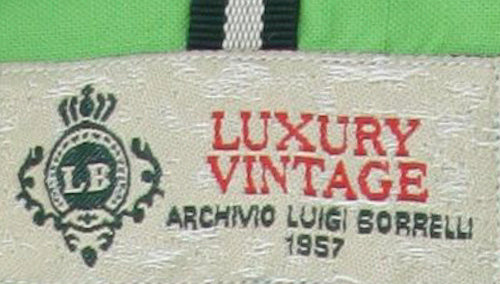 LB
LUXURY
VINTAGE
ARCHIVIO LUIGI BORRELLI
1957